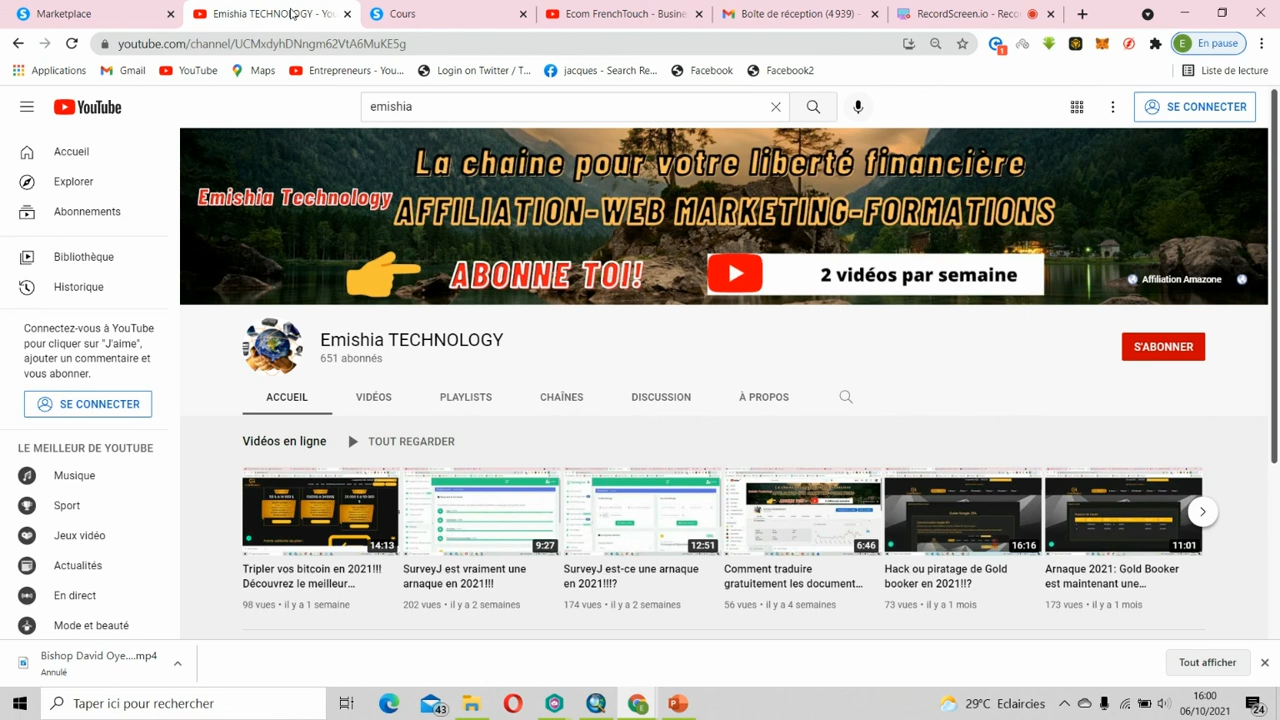 Marketplace
Emishia TECHNOLOGY - You
Cours
Ecom FrenchTouch - Busine
Boîte de réception (4 939) -
RecordScreen.io - Reco
youtube.com/channel/UCMxdyhDNngm62VtA6MuKE5g
1
E En pause
Applications
Gmail
YouTube
Maps
Entrepreneurs - You...
Login on Twitter / T...
jacques - Search Re...
Facebook
Facebook2
Liste de lecture
YouTube
emishia
SE CONNECTER
La chaine pour votre liberté financière
Emishia Technology
AFFILIATION-WEB MARKETING-FORMATIONS
ABONNE TOI!
2 vidéos par semaine
Affiliation Amazone
Accueil
Explorer
Abonnements
Bibliothèque
Historique
Connectez-vous à YouTube
pour cliquer sur "J'aime",
ajouter un commentaire et
vous abonner.
SE CONNECTER
LE MEILLEUR DE YOUTUBE
Musique
Sport
Jeux vidéo
Actualités
En direct
Mode et beauté
Emishia TECHNOLOGY
651 abonnés
S'ABONNER
ACCUEIL
VIDÉOS
PLAYLISTS
CHAÎNES
DISCUSSION
À PROPOS
Vidéos en ligne
TOUT REGARDER
14:13
9:27
12:51
6:46
16:16
11:01
Tripler vos bitcoin en 2021!!!
Découvrez le meilleur...
98 vues • il y a 1 semaine
SurveyJ est vraiment une
arnaque en 2021!!!
202 vues • il y a 2 semaines
SurveyJ est-ce une arnaque
en 2021!!!?
174 vues • il y a 2 semaines
Comment traduire
gratuitement les document...
56 vues • il y a 4 semaines
Hack ou piratage de Gold
booker en 2021!!?
73 vues • il y a 1 mois
Arnaque 2021: Gold Booker
est maintenant une...
173 vues • il y a 1 mois
Bishop David Oye....mp4
Annulé
Tout afficher
Taper ici pour rechercher
43
29°C Eclaircies
16:00
06/10/2021
24